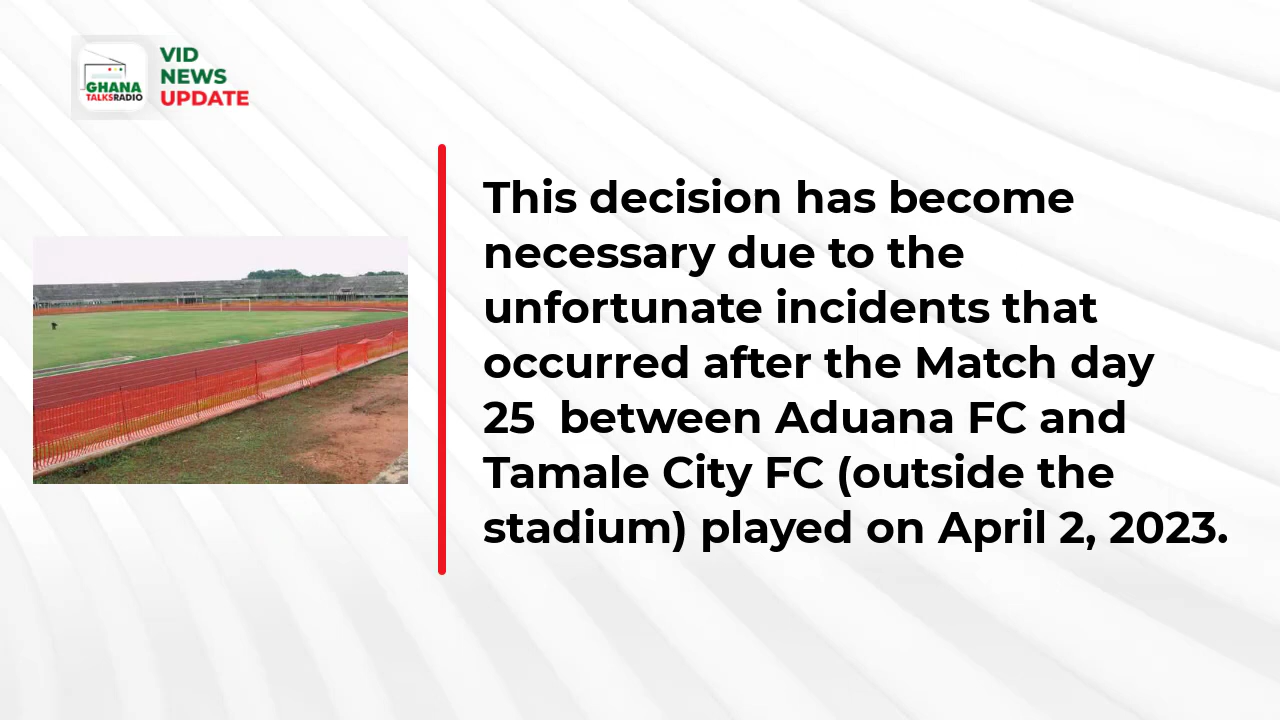 VID
NEWS
UPDATE
GHANA
TALKSRADIO
This decision has become
necessary due to the
unfortunate incidents that
occurred after the Match day
25  between Aduana FC and
Tamale City FC (outside the
stadium) played on April 2, 2023.